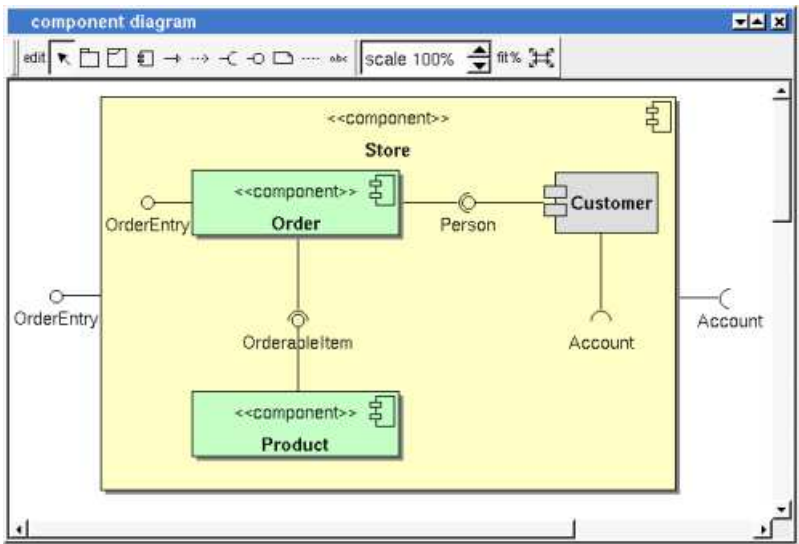 component diagram
edit abc scale 100% fit%
<<component>>
Store
<<component>>
Order
Customer
OrderEntry
Person
OrderEntry
OrderableItem
Account
Account
<<component>>
Product